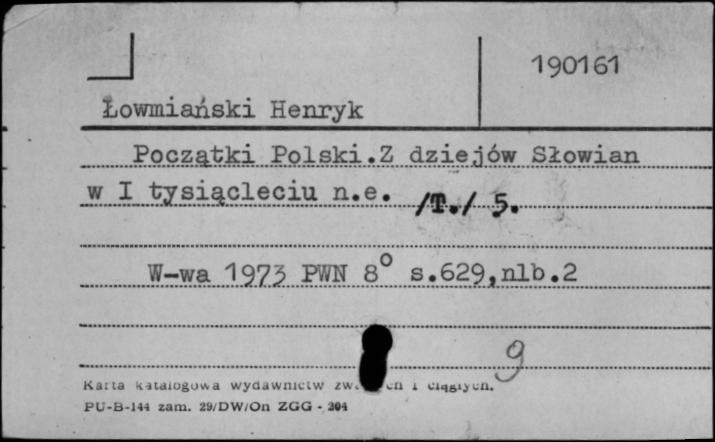 190161
Łowmiański Henryk
Początki Polski.Z dziejów Słowian
w I tysiącleciu n.e. /T./ 5.
W-wa 1973 PWN 8° s.629,nlb.2
9
Karta katalogowa wydawnictw i ciągłych.
PU-B-144 zam. 29/DW/On ZGG - 204